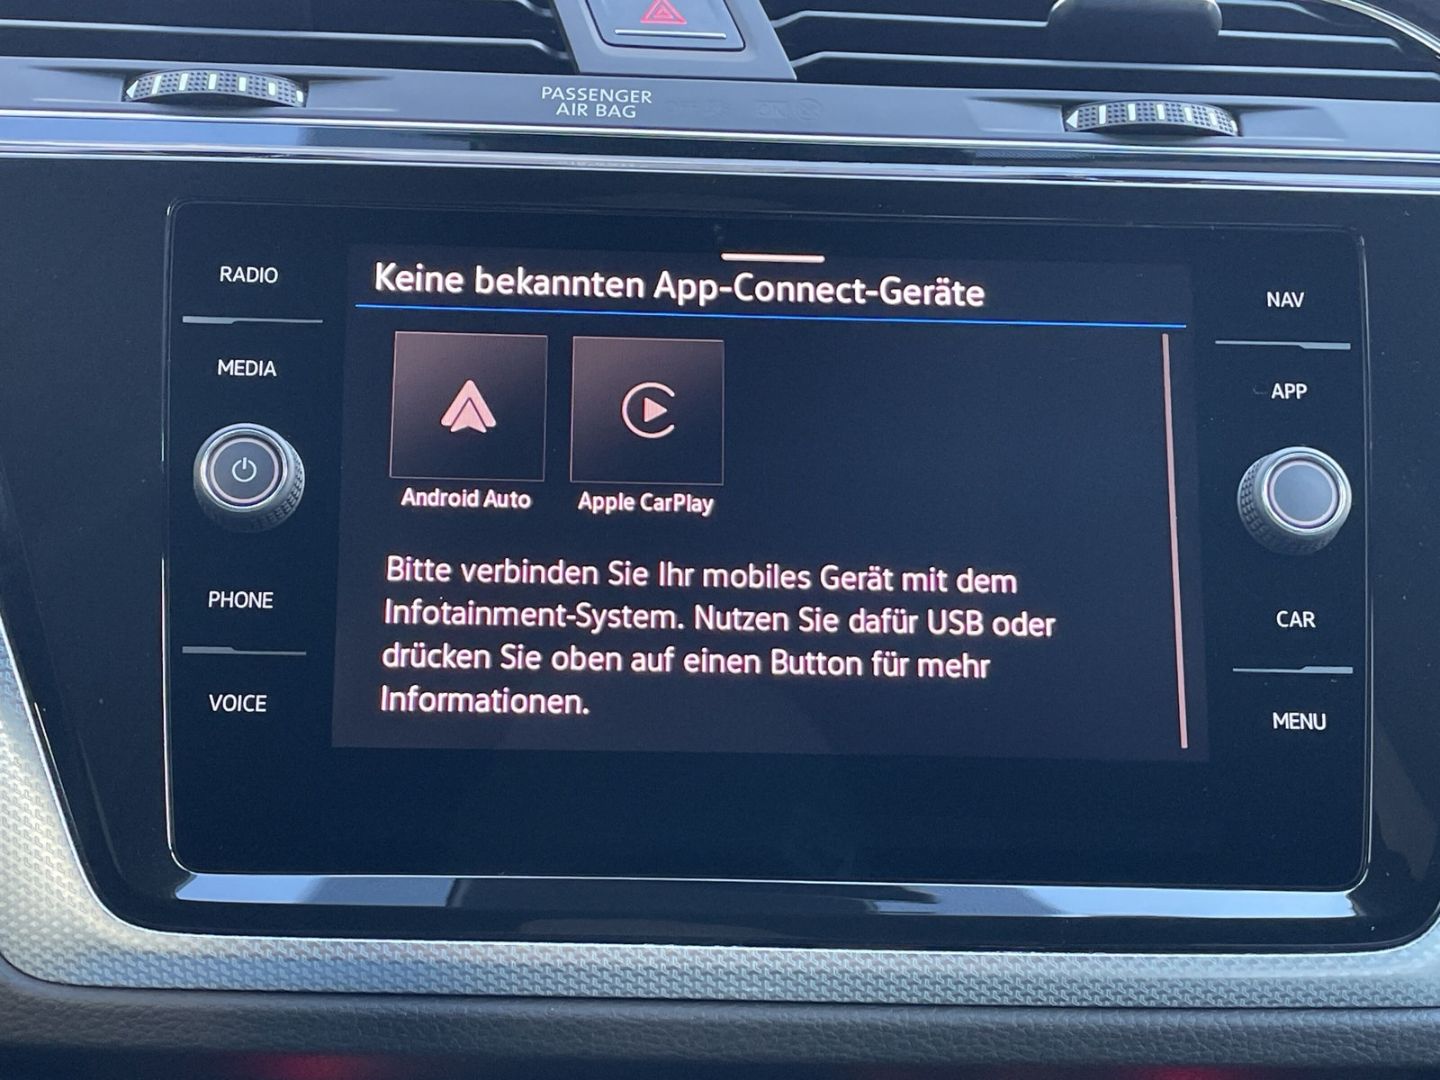 PASSENGER
AIR BAG
RADIO
MEDIA
PHONE
VOICE
Keine bekannten App-Connect-Geräte
Android Auto
Apple CarPlay
Bitte verbinden Sie Ihr mobiles Gerät mit dem
Infotainment-System. Nutzen Sie dafür USB oder
drücken Sie oben auf einen Button für mehr
Informationen.
NAV
APP
CAR
MENU